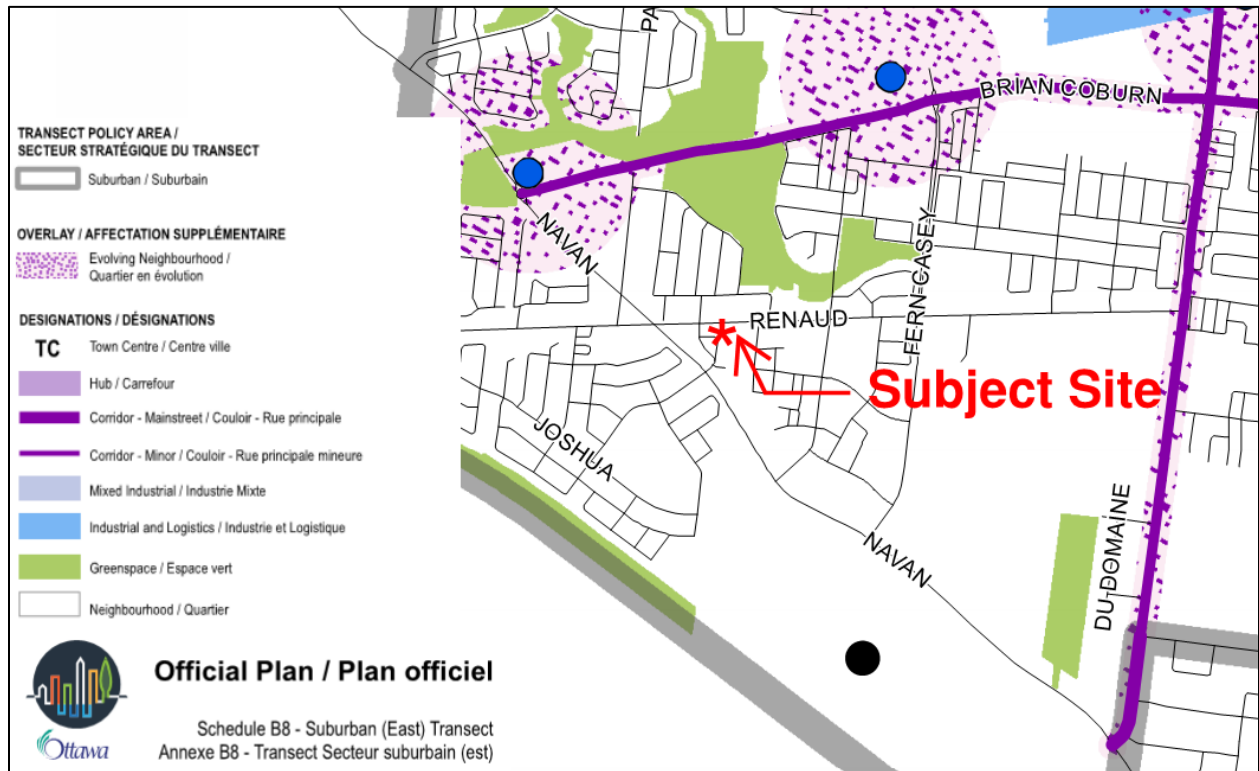 TRANSECT POLICY AREA /
SECTEUR STRATÉGIQUE DU TRANSECT
Suburban / Suburbain
OVERLAY / AFFECTATION SUPPLÉMENTAIRE
Evolving Neighbourhood /
Quartier en évolution
DESIGNATIONS / DÉSIGNATIONS
TC Town Centre / Centre ville
Hub / Carrefour
Corridor - Mainstreet / Couloir - Rue principale
Corridor - Minor / Couloir - Rue principale mineure
Mixed Industrial / Industrie Mixte
Industrial and Logistics / Industrie et Logistique
Greenspace / Espace vert
Neighbourhood / Quartier
Official Plan / Plan officiel
Schedule B8 - Suburban (East) Transect
Annexe B8 - Transect Secteur suburbain (est)
Ottawa
PA
BRIAN COBURN
NAVAN
FERN CASEY
RENAUD
* Subject Site
JOSHUA
NAVAN
DU DOMAINE